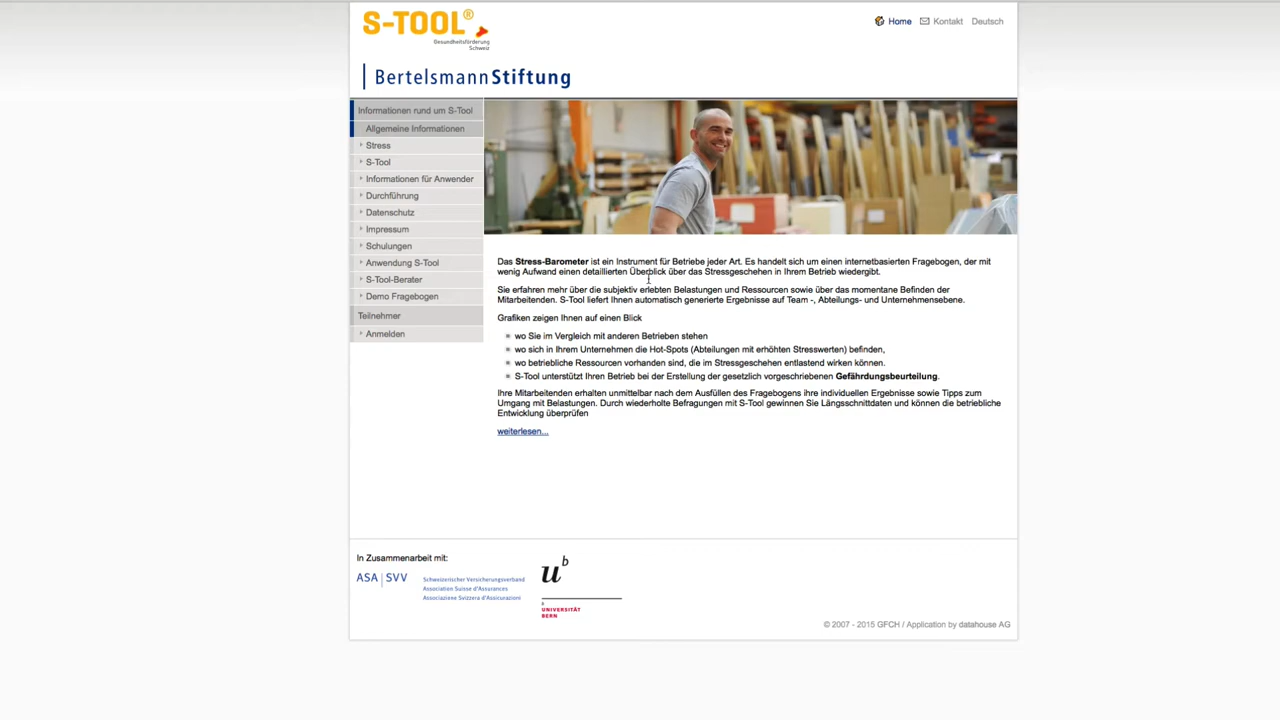 S-TOOL®
Gesundheitsförderung
Schweiz
Home
Kontakt
Deutsch
BertelsmannStiftung
Informationen rund um S-Tool
Allgemeine Informationen
Stress
S-Tool
Informationen für Anwender
Durchführung
Datenschutz
Impressum
Schulungen
Anwendung S-Tool
S-Tool-Berater
Demo Fragebogen
Teilnehmer
Anmelden
Das Stress-Barometer ist ein Instrument für Betriebe jeder Art. Es handelt sich um einen internetbasierten Fragebogen, der mit
wenig Aufwand einen detaillierten Überblick über das Stressgeschehen in Ihrem Betrieb wiedergibt.
Sie erfahren mehr über die subjektiv erlebten Belastungen und Ressourcen sowie über das momentane Befinden der
Mitarbeitenden. S-Tool liefert Ihnen automatisch generierte Ergebnisse auf Team -, Abteilungs- und Unternehmensebene.
Grafiken zeigen Ihnen auf einen Blick
wo Sie im Vergleich mit anderen Betrieben stehen
wo sich in Ihrem Unternehmen die Hot-Spots (Abteilungen mit erhöhten Stresswerten) befinden,
wo betriebliche Ressourcen vorhanden sind, die im Stressgeschehen entlastend wirken können.
S-Tool unterstützt Ihren Betrieb bei der Erstellung der gesetzlich vorgeschriebenen Gefährdungsbeurteilung.
Ihre Mitarbeitenden erhalten unmittelbar nach dem Ausfüllen des Fragebogens ihre individuellen Ergebnisse sowie Tipps zum
Umgang mit Belastungen. Durch wiederholte Befragungen mit S-Tool gewinnen Sie Längsschnittdaten und können die betriebliche
Entwicklung überprüfen
weiterlesen...
In Zusammenarbeit mit:
ASA | SVV
Schweizerischer Versicherungsverband
Association Suisse d'Assurances
Associazione Svizzera d'Assicurazioni
u b
b
UNIVERSITÄT
BERN
© 2007 - 2015 GFCH / Application by datahouse AG